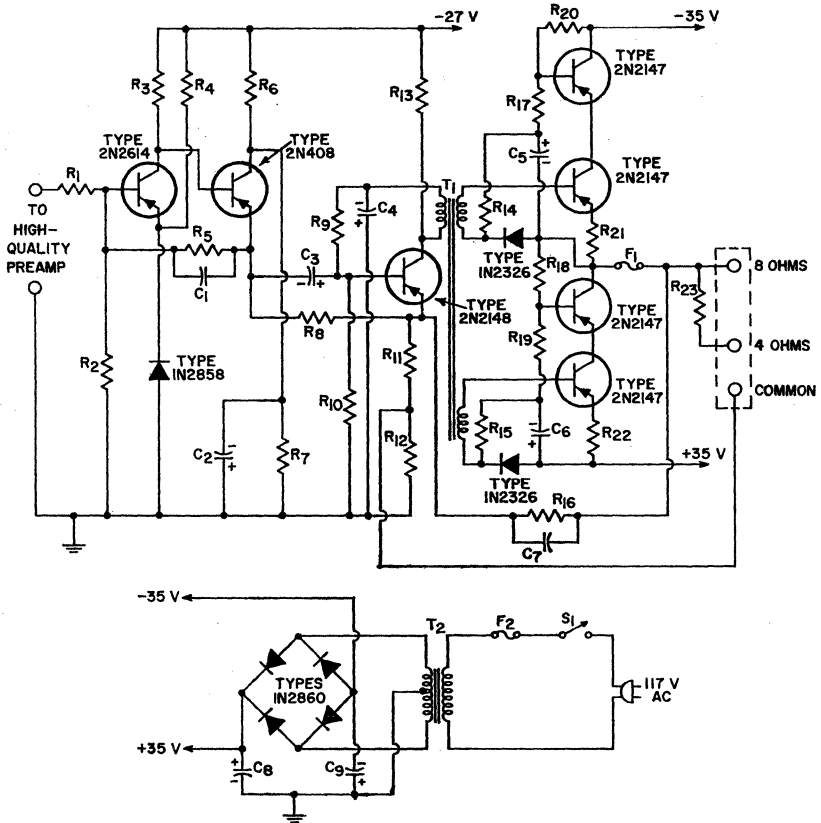 -27 V
R20
-35 V
TYPE
2N2147
R3
R4
R6
R13
R17
TYPE
2N2614
TYPE
2N408
C5
+
-
TYPE
2N2147
R1
T1
TO
HIGH-
QUALITY
PREAMP
R9
C4
-
+
R14
R21
R5
C1
C3
- +
TYPE
1N2326
R18
F1
8 OHMS
R23
TYPE
2N2148
TYPE
2N2147
R8
R19
4 OHMS
R2
TYPE
1N2858
R11
TYPE
2N2147
COMMON
R10
R12
R15
C6
-
+
R22
C2
-
+
R7
+35 V
TYPE
1N2326
R16
C7
-35 V
T2
F2
S1
TYPES
1N2860
117 V
AC
+35 V
+
-
C8
C9
-
+